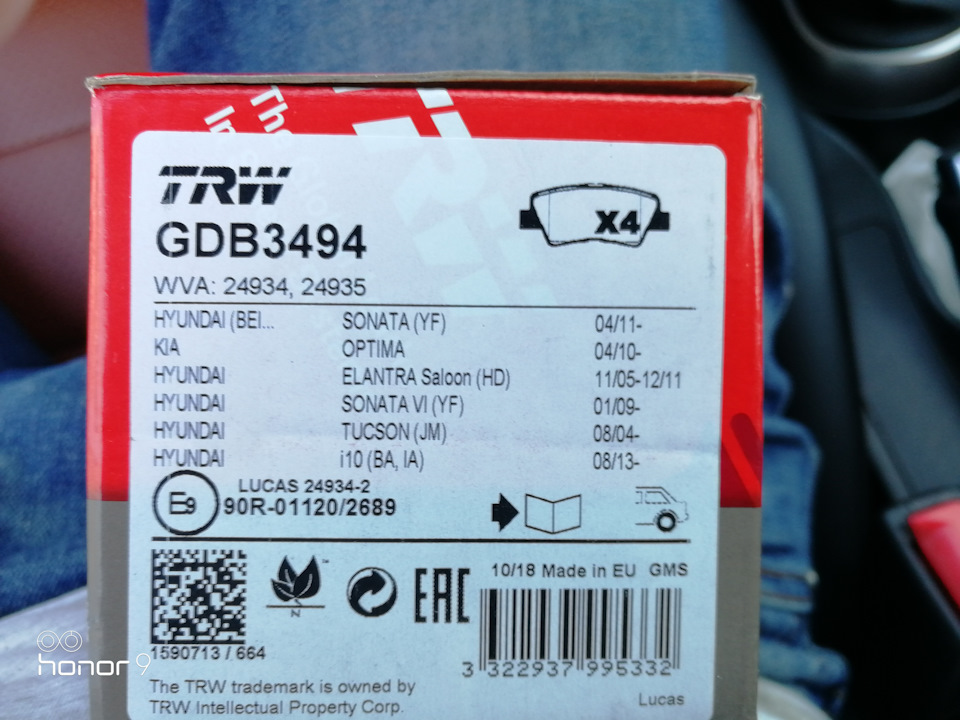 TRW
GDB3494
X4
WVA: 24934, 24935
HYUNDAI (BEI... SONATA (YF) 04/11-
KIA OPTIMA 04/10-
HYUNDAI ELANTRA Saloon (HD) 11/05-12/11
HYUNDAI SONATA VI (YF) 01/09-
HYUNDAI TUCSON (JM) 08/04-
HYUNDAI i10 (BA, IA) 08/13-
LUCAS 24934-2
E9 90R-01120/2689
10/18 Made in EU GMS
N
EAC
1590713 / 664
3 322937 995332
The TRW trademark is owned by
TRW Intellectual Property Corp.
Lucas
honor 9